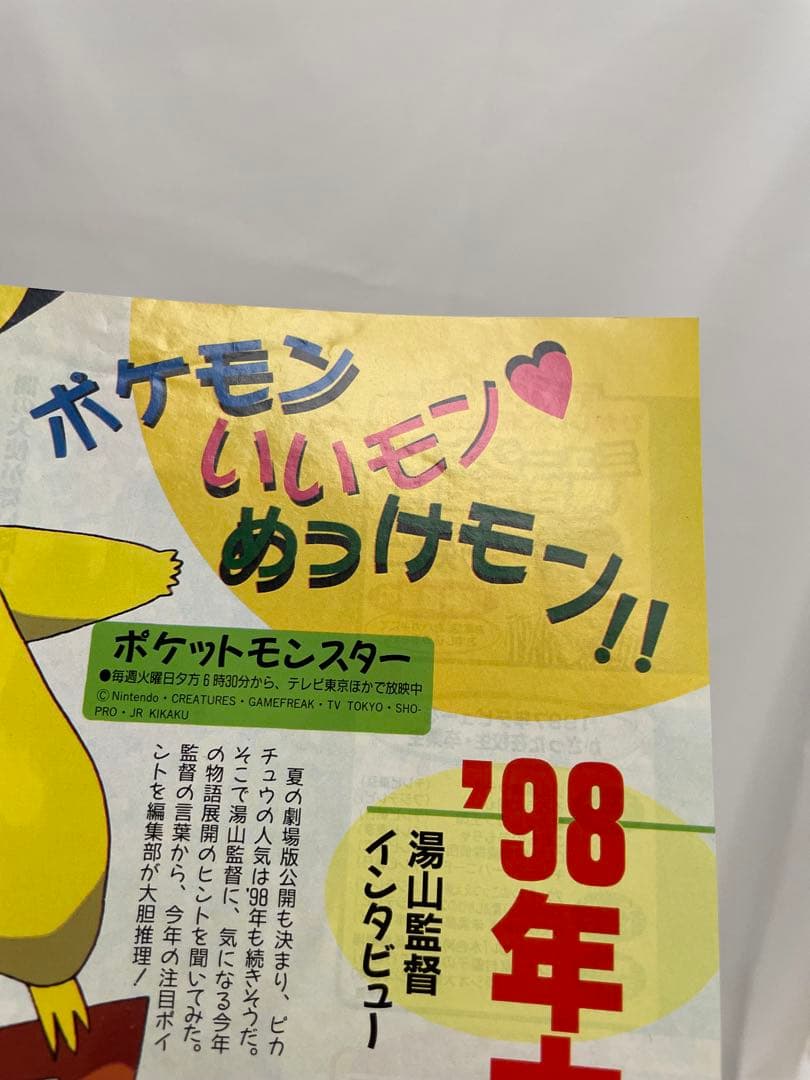 ポケモン
いいモン♥
めっけモン!!
ポケットモンスター
●毎週火曜日夕方6時30分から、テレビ東京ほかで放映中
©Nintendo・CREATURES・GAMEFREAK・TV TOKYO・SHO-
PRO・JR KIKAKU
'98年
湯山監督
インタビュー
夏の劇場版公開も決まり、ピカ
チュウの人気は'98年も続きそうだ。
そこで湯山監督に、気になる今年
の物語展開のヒントを聞いてみた。
監督の言葉から、今年の注目ポイ
ントを編集部が大胆推理!